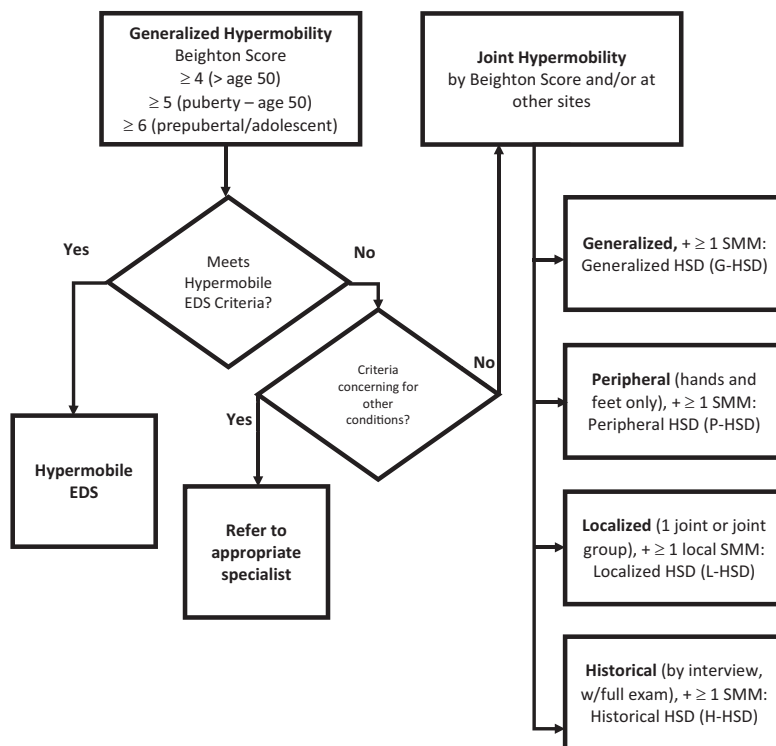 Generalized Hypermobility
Beighton Score
≥ 4 (> age 50)
≥ 5 (puberty – age 50)
≥ 6 (prepubertal/adolescent)
Joint Hypermobility
by Beighton Score and/or at
other sites
Yes
No
Meets
Hypermobile
EDS Criteria?
Generalized, + ≥ 1 SMM:
Generalized HSD (G-HSD)
No
Criteria
concerning for
other
conditions?
Yes
Peripheral (hands and
feet only), + ≥ 1 SMM:
Peripheral HSD (P-HSD)
Hypermobile
EDS
Refer to
appropriate
specialist
Localized (1 joint or joint
group), + ≥ 1 local SMM:
Localized HSD (L-HSD)
Historical (by interview,
w/full exam), + ≥ 1 SMM:
Historical HSD (H-HSD)